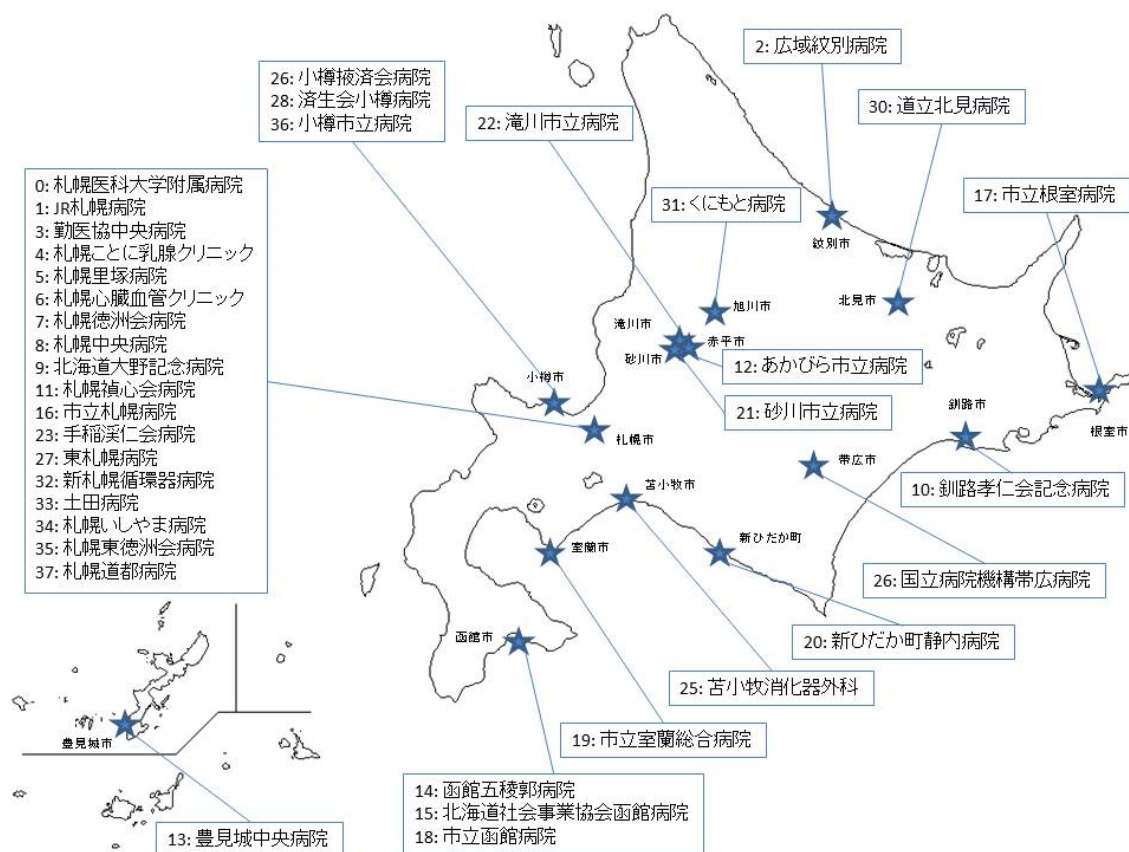 2: 広域紋別病院
26: 小樽掖済会病院
28: 済生会小樽病院
36: 小樽市立病院
22: 滝川市立病院
30: 道立北見病院
0: 札幌医科大学附属病院
1: JR札幌病院
3: 勤医協中央病院
4: 札幌ことに乳腺クリニック
5: 札幌里塚病院
6: 札幌心臓血管クリニック
7: 札幌徳洲会病院
8: 札幌中央病院
9: 北海道大野記念病院
11: 札幌禎心会病院
16: 市立札幌病院
23: 手稲渓仁会病院
27: 東札幌病院
32: 新札幌循環器病院
33: 土田病院
34: 札幌いしやま病院
35: 札幌東徳洲会病院
37: 札幌道都病院
31: くにもと病院
17: 市立根室病院
紋別市
旭川市
北見市
滝川市
赤平市
砂川市
12: あかびら市立病院
小樽市
21: 砂川市立病院
釧路市
札幌市
根室市
帯広市
10: 釧路孝仁会記念病院
苫小牧市
室蘭市
新ひだか町
26: 国立病院機構帯広病院
函館市
20: 新ひだか町静内病院
25: 苫小牧消化器外科
19: 市立室蘭総合病院
豊見城市
14: 函館五稜郭病院
15: 北海道社会事業協会函館病院
18: 市立函館病院
13: 豊見城中央病院